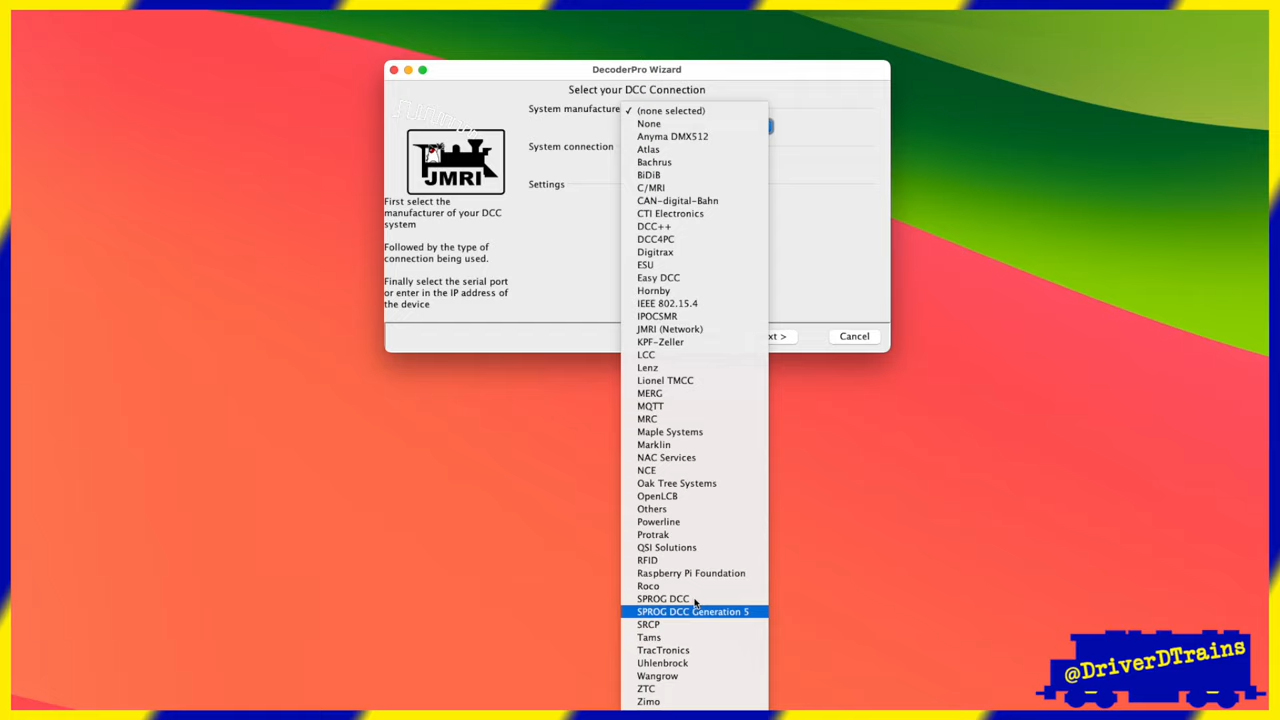 DecoderPro Wizard
Select your DCC Connection
JMRI
First select the
manufacturer of your DCC
system
Followed by the type of
connection being used.
Finally select the serial port
or enter in the IP address of
the device
System manufacture
System connection
Settings
✓ (none selected)
None
Anyma DMX512
Atlas
Bachrus
BiDiB
C/MRI
CAN-digital-Bahn
CTI Electronics
DCC++
DCC4PC
Digitrax
ESU
Easy DCC
Hornby
IEEE 802.15.4
IPOCSMR
JMRI (Network)
KPF-Zeller
LCC
Lenz
Lionel TMCC
MERG
MQTT
MRC
Maple Systems
Marklin
NAC Services
NCE
Oak Tree Systems
OpenLCB
Others
Powerline
Protrak
QSI Solutions
RFID
Raspberry Pi Foundation
Roco
SPROG DCC
SPROG DCC Generation 5
SRCP
Tams
TracTronics
Uhlenbrock
Wangrow
ZTC
Zimo
xt >
Cancel
@DriverDTrains